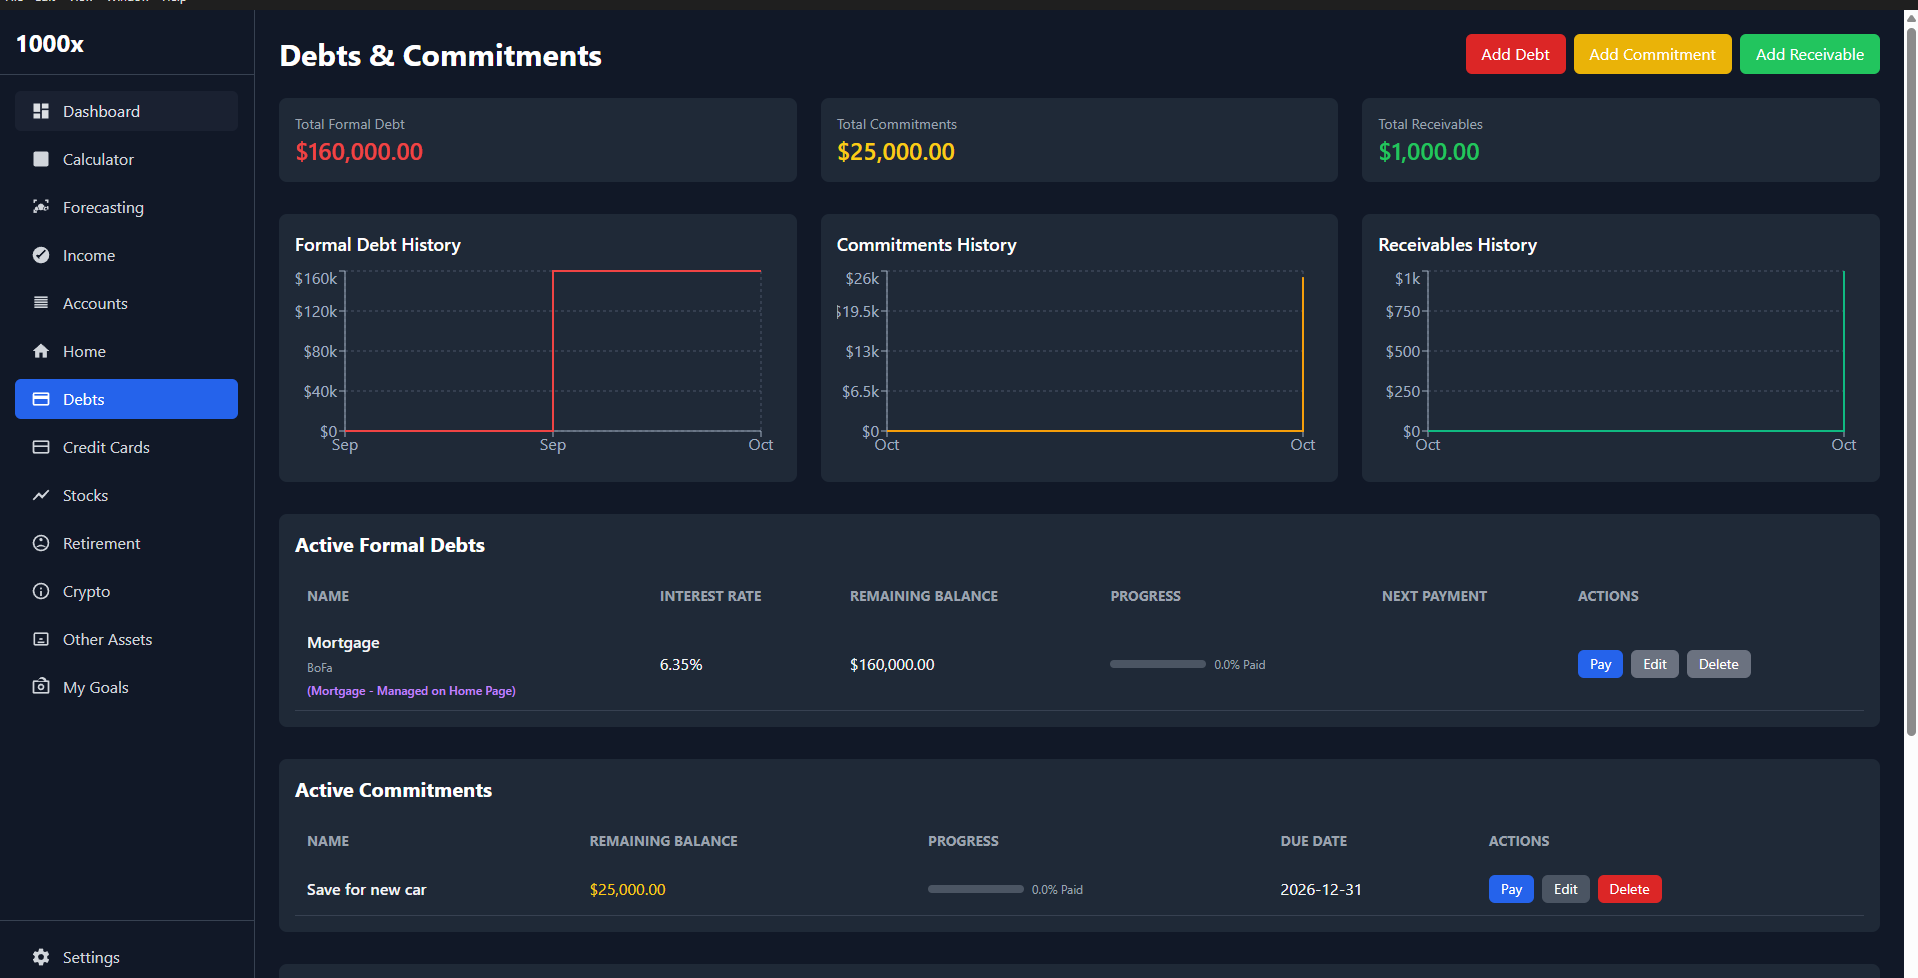 1000x
Dashboard
Calculator
Forecasting
Income
Accounts
Home
Debts
Credit Cards
Stocks
Retirement
Crypto
Other Assets
My Goals
Settings
Debts & Commitments
Add Debt Add Commitment Add Receivable
Total Formal Debt
$160,000.00
Total Commitments
$25,000.00
Total Receivables
$1,000.00
Formal Debt History
$160k
$120k
$80k
$40k
$0
Sep Sep Oct
Commitments History
$26k
$19.5k
$13k
$6.5k
$0
Oct Oct
Receivables History
$1k
$750
$500
$250
$0
Oct Oct
Active Formal Debts
NAME INTEREST RATE REMAINING BALANCE PROGRESS NEXT PAYMENT ACTIONS
Mortgage
BoFa
(Mortgage - Managed on Home Page)
6.35% $160,000.00 0.0% Paid Pay Edit Delete
Active Commitments
NAME REMAINING BALANCE PROGRESS DUE DATE ACTIONS
Save for new car $25,000.00 0.0% Paid 2026-12-31 Pay Edit Delete